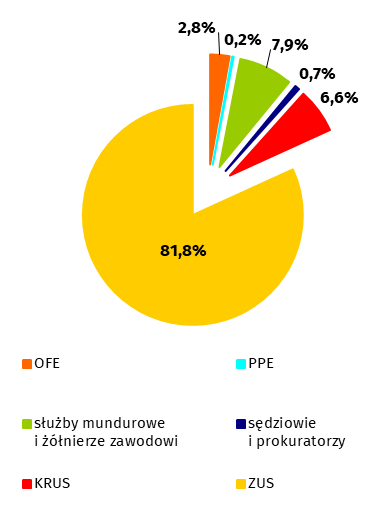 2,8%
0,2%
7,9%
0,7%
6,6%
81,8%
OFE
PPE
służby mundurowe
i żółnierze zawodowi
sędziowie
i prokuratorzy
KRUS
ZUS